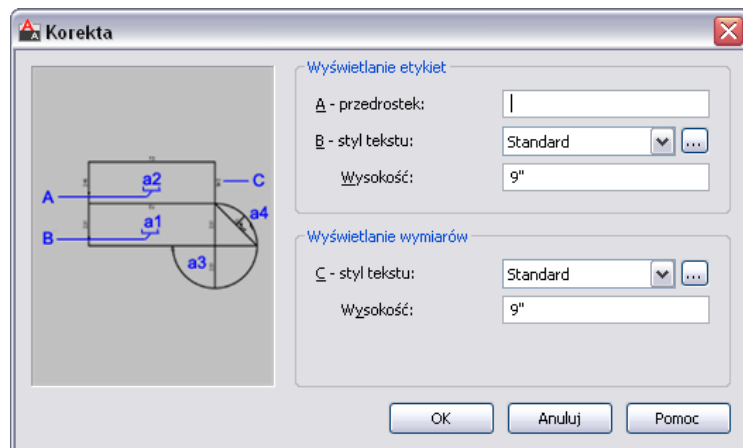 Korekta
Wyświetlanie etykiet
A - przedrostek:
B - styl tekstu:
Standard
...
Wysokość:
9"
Wyświetlanie wymiarów
C - styl tekstu:
Standard
...
Wysokość:
9"
a2
A
C
a4
a1
B
a3
OK
Anuluj
Pomoc